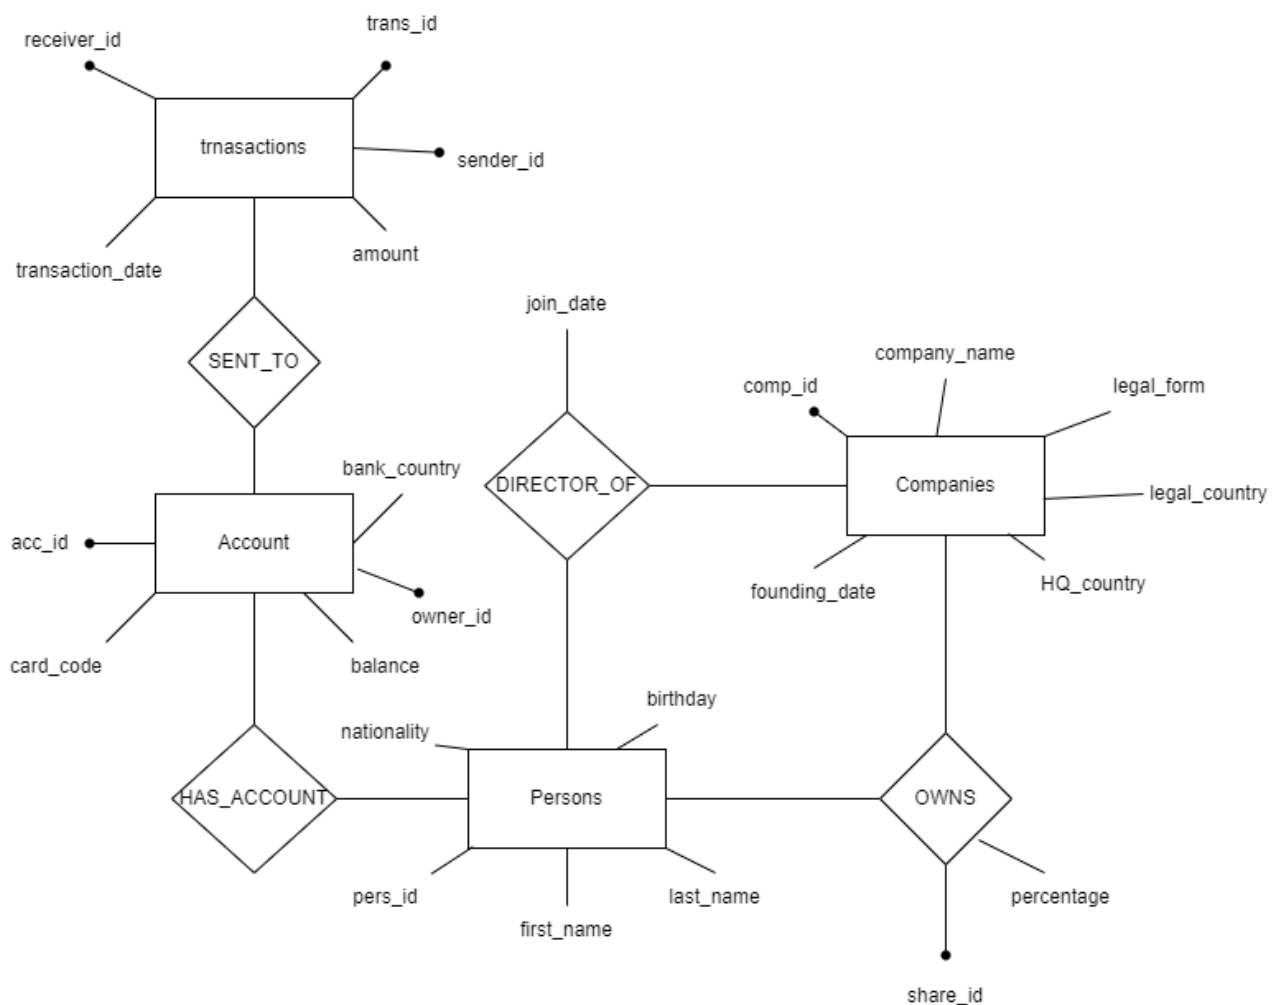 trans_id
receiver_id
trnasactions
sender_id
amount
transaction_date
join_date
SENT_TO
company_name
comp_id
legal_form
bank_country
DIRECTOR_OF
Companies
legal_country
acc_id
Account
founding_date
HQ_country
owner_id
card_code
balance
birthday
nationality
HAS_ACCOUNT
Persons
OWNS
pers_id
last_name
percentage
first_name
share_id